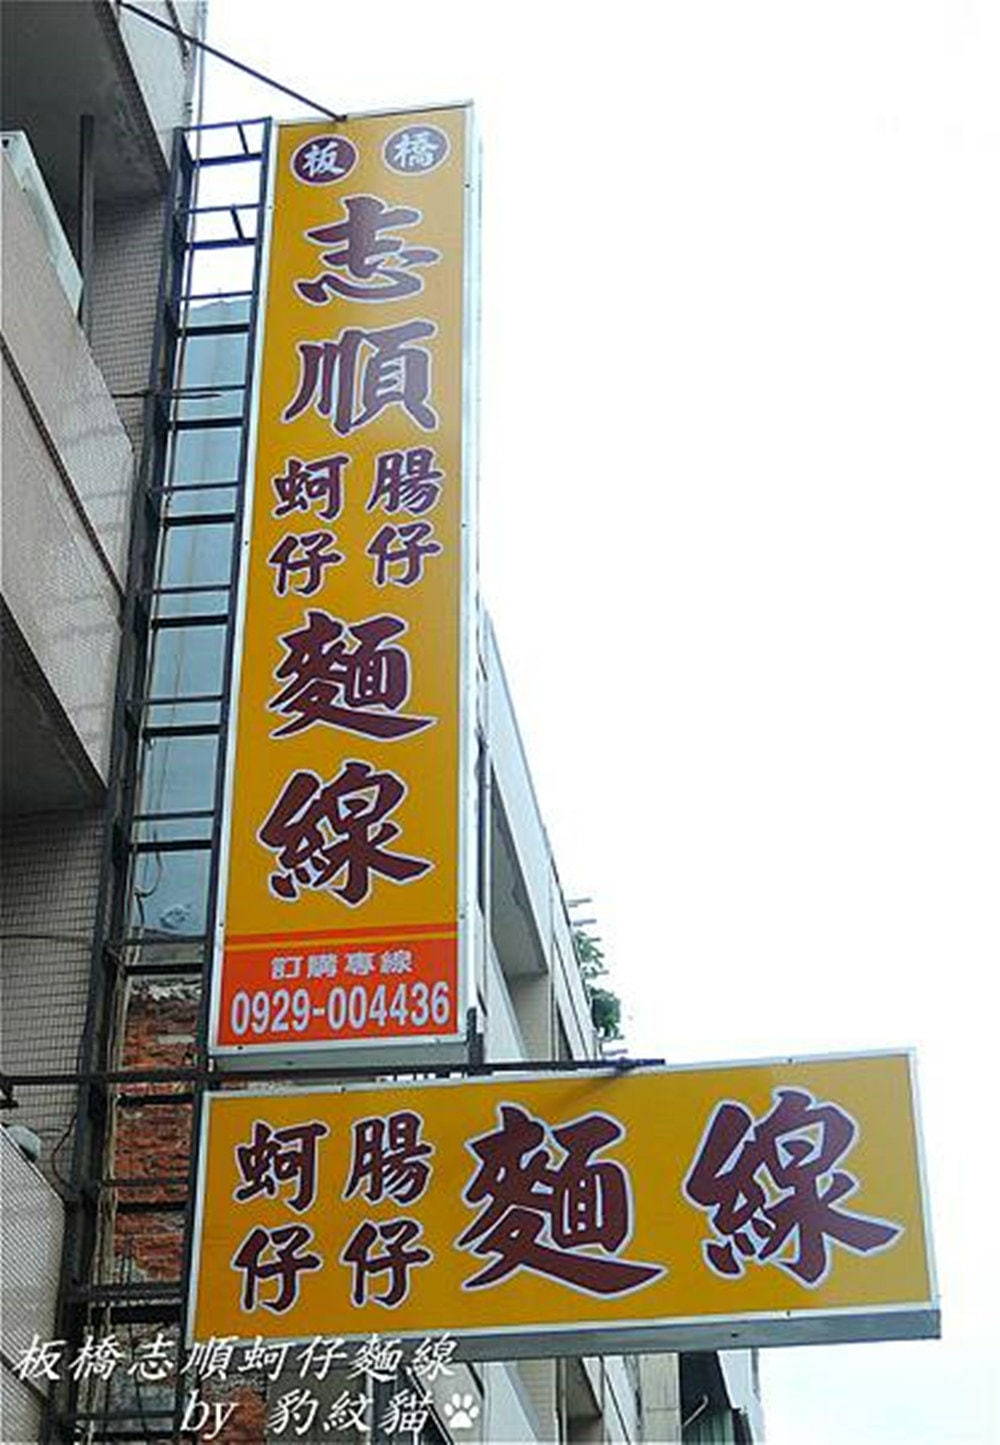 板橋
志順
蚵仔 腸仔
麵線
訂購專線
0929-004436
蚵仔 腸仔 麵線
板橋志順蚵仔麵線
by 豹紋貓